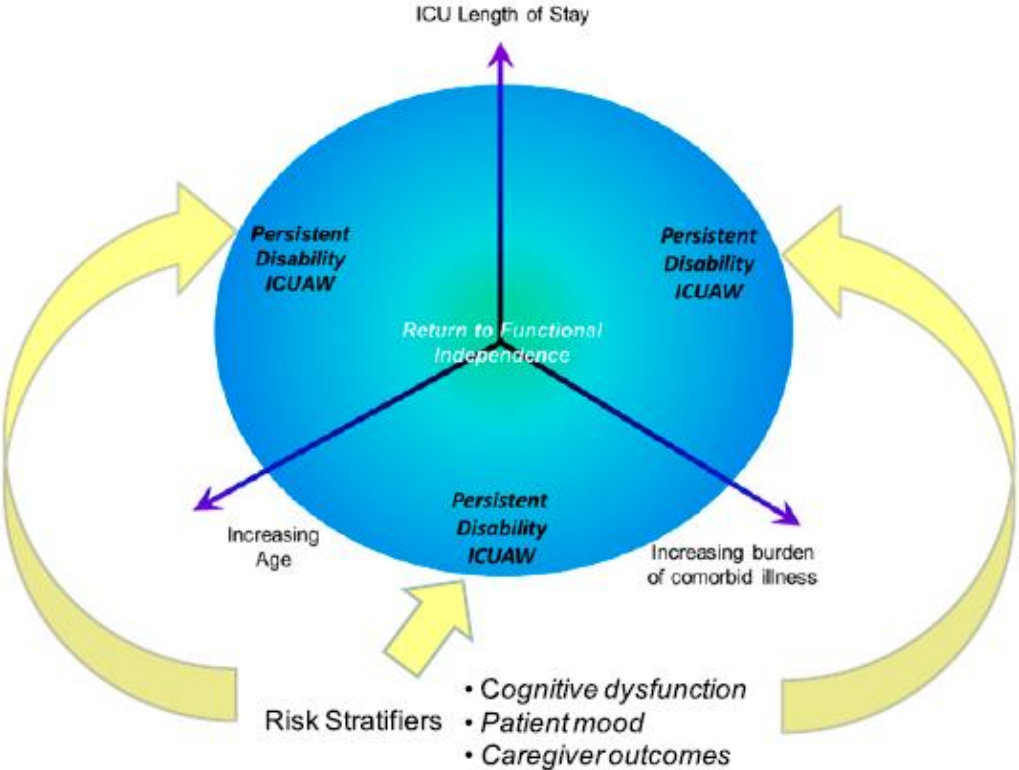 ICU Length of Stay
Persistent
Disability
ICUAW
Persistent
Disability
ICUAW
Return to Functional
Independence
Persistent
Disability
ICUAW
Increasing
Age
Increasing burden
of comorbid illness
Risk Stratifiers
• Cognitive dysfunction
• Patient mood
• Caregiver outcomes